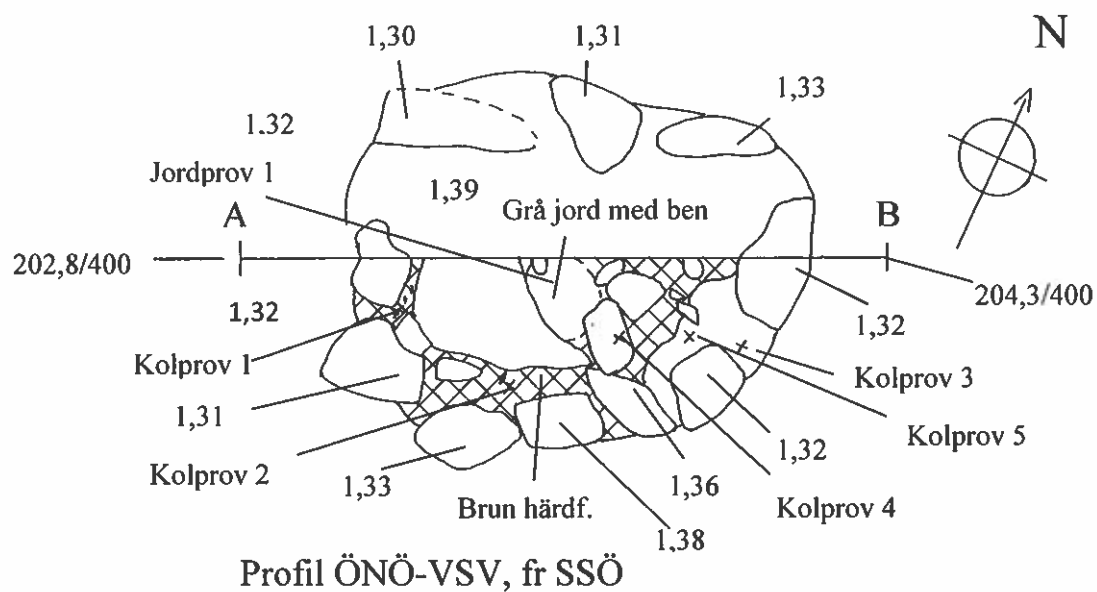 1,30
1,31
N
1,33
1.32
Jordprov 1
1,39
Grå jord med ben
A
B
202,8/400
204,3/400
1,32
1,32
Kolprov 1
Kolprov 3
1,31
Kolprov 5
Kolprov 2
1,32
1,33
1,36
Kolprov 4
Brun härdf.
1,38
Profil ÖNÖ-VSV, fr SSÖ